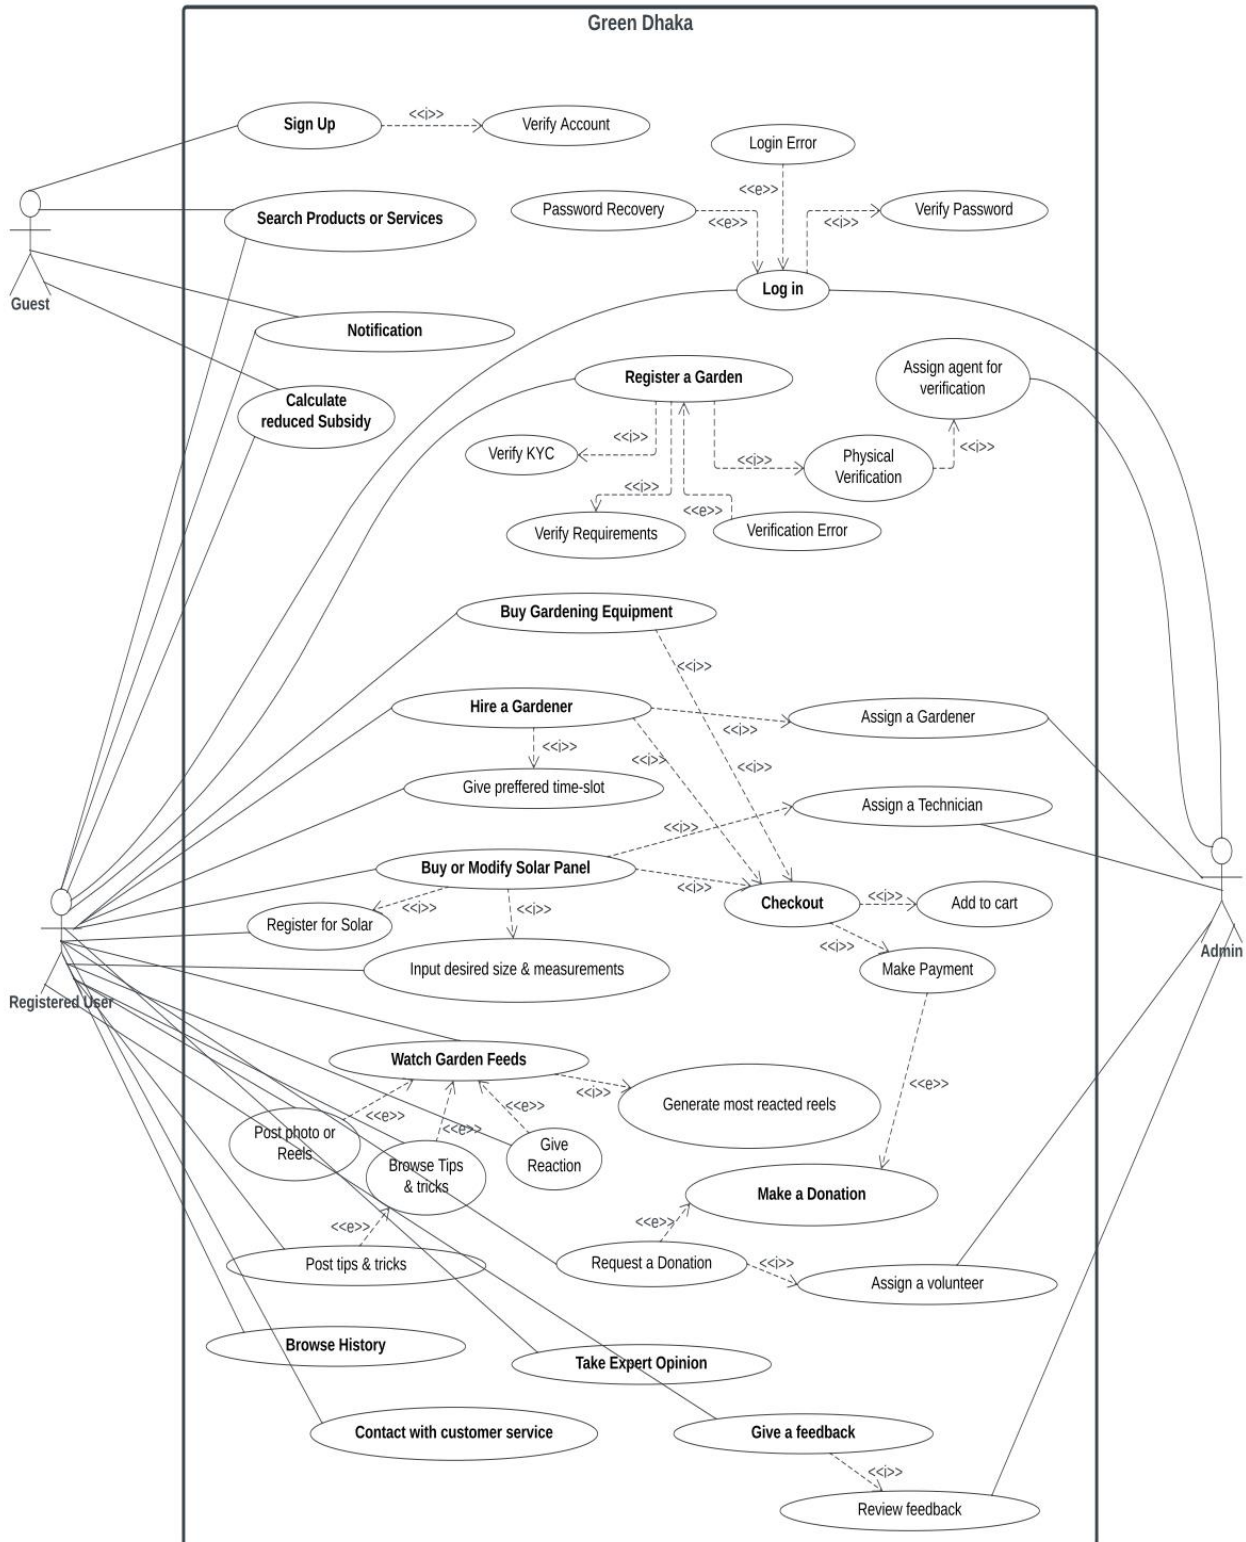 Green Dhaka
Sign Up
<<i>>
Verify Account
Login Error
<<e>>
Password Recovery
<<e>>
<<i>>
Verify Password
Search Products or Services
Guest
Log in
Notification
Calculate
reduced Subsidy
Register a Garden
Assign agent for
verification
<<i>>
Verify KYC
<<i>>
Physical
Verification
<<i>>
<<i>>
<<e>>
Verify Requirements
Verification Error
Buy Gardening Equipment
<<i>>
Hire a Gardener
<<i>>
Assign a Gardener
<<i>>
<<i>>
<<i>>
Give preffered time-slot
Assign a Technician
<<i>>
Buy or Modify Solar Panel
<<i>>
<<i>>
<<i>>
Checkout
<<i>>
Add to cart
Register for Solar
<<i>>
Make Payment
Input desired size & measurements
Registered User
Admin
Watch Garden Feeds
<<i>>
<<e>>
Generate most reacted reels
<<e>>
<<e>>
<<e>>
Post photo or
Reels
Browse Tips
& tricks
Give
Reaction
Make a Donation
<<e>>
<<e>>
Post tips & tricks
Request a Donation
<<i>>
Assign a volunteer
Browse History
Take Expert Opinion
Contact with customer service
Give a feedback
<<i>>
Review feedback